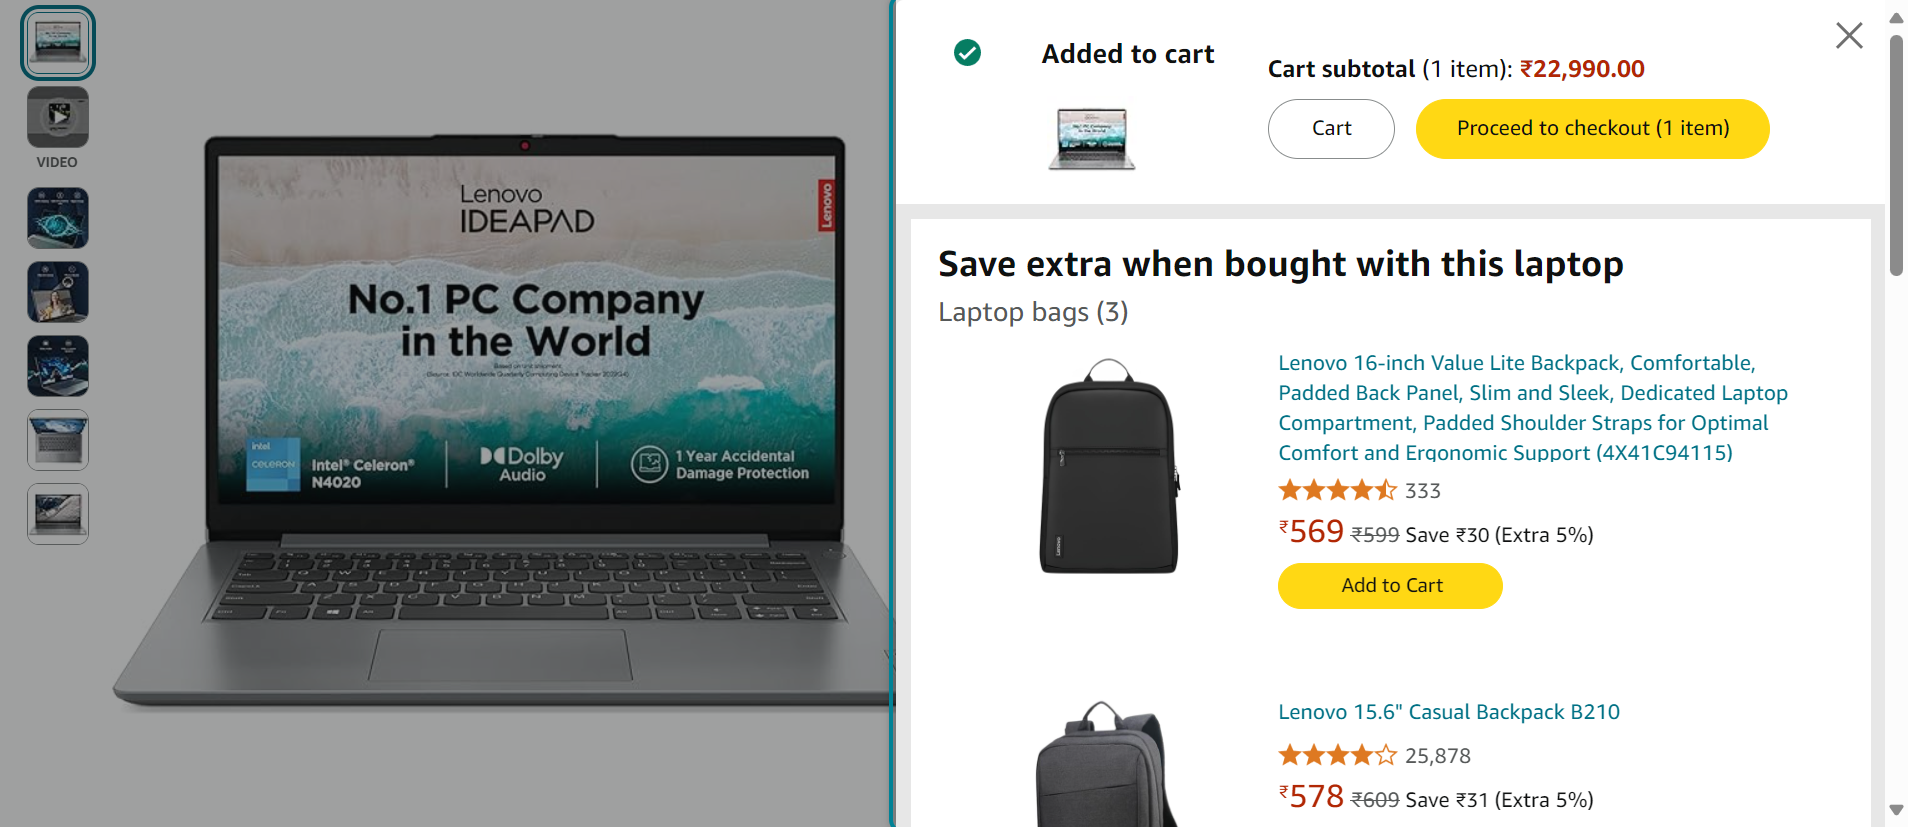 VIDEO
Lenovo
IDEAPAD
Lenovo
No.1 PC Company
in the World
intel
CELERON
Intel® Celeron®
N4020
Dolby
Audio
1 Year Accidental
Damage Protection
Added to cart
Cart subtotal (1 item): ₹22,990.00
Cart
Proceed to checkout (1 item)
Save extra when bought with this laptop
Laptop bags (3)
Lenovo 16-inch Value Lite Backpack, Comfortable,
Padded Back Panel, Slim and Sleek, Dedicated Laptop
Compartment, Padded Shoulder Straps for Optimal
Comfort and Ergonomic Support (4X41C94115)
333
₹569 ₹599 Save ₹30 (Extra 5%)
Add to Cart
Lenovo 15.6" Casual Backpack B210
25,878
₹578 ₹609 Save ₹31 (Extra 5%)